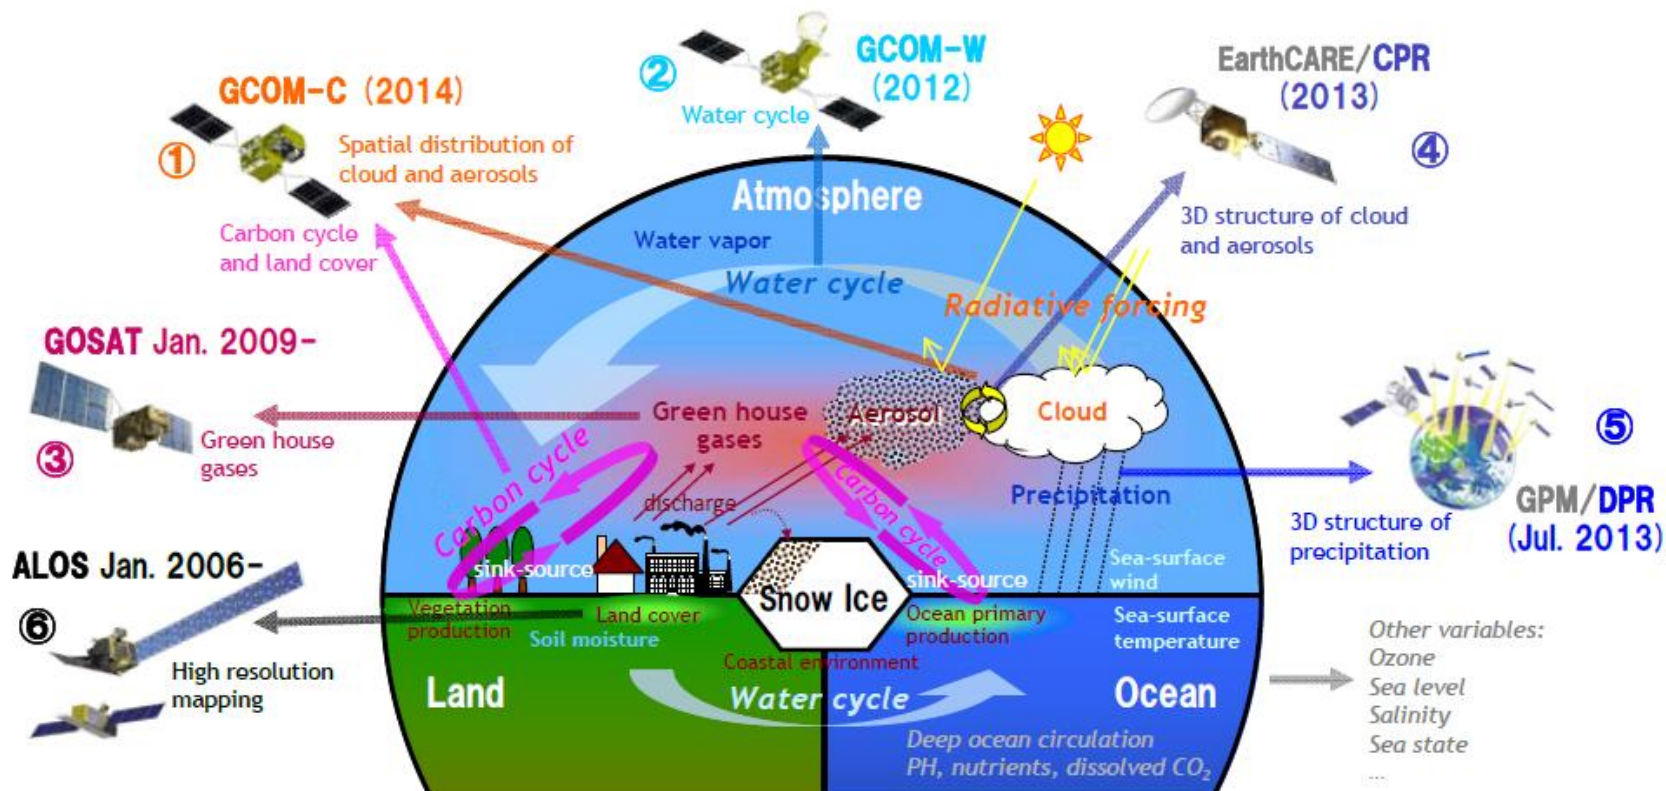 GCOM-C (2014)
①
Spatial distribution of
cloud and aerosols
Carbon cycle
and land cover
②
GCOM-W
(2012)
Water cycle
EarthCARE/CPR
(2013)
④
3D structure of cloud
and aerosols
Atmosphere
Water vapor
Water cycle
Radiative forcing
GOSAT Jan. 2009-
③
Green house
gases
Green house
gases
Aerosol
Cloud
Carbon cycle
discharge
Carbon cycle
Precipitation
⑤
GPM/DPR
(Jul. 2013)
3D structure of
precipitation
ALOS Jan. 2006-
⑥
High resolution
mapping
sink-source
Vegetation
production
Land cover
Soil moisture
Snow Ice
sink-source
Ocean primary
production
Sea-surface
wind
Sea-surface
temperature
Coastal environment
Land
Water cycle
Ocean
Deep ocean circulation
PH, nutrients, dissolved CO₂
Other variables:
Ozone
Sea level
Salinity
Sea state
...